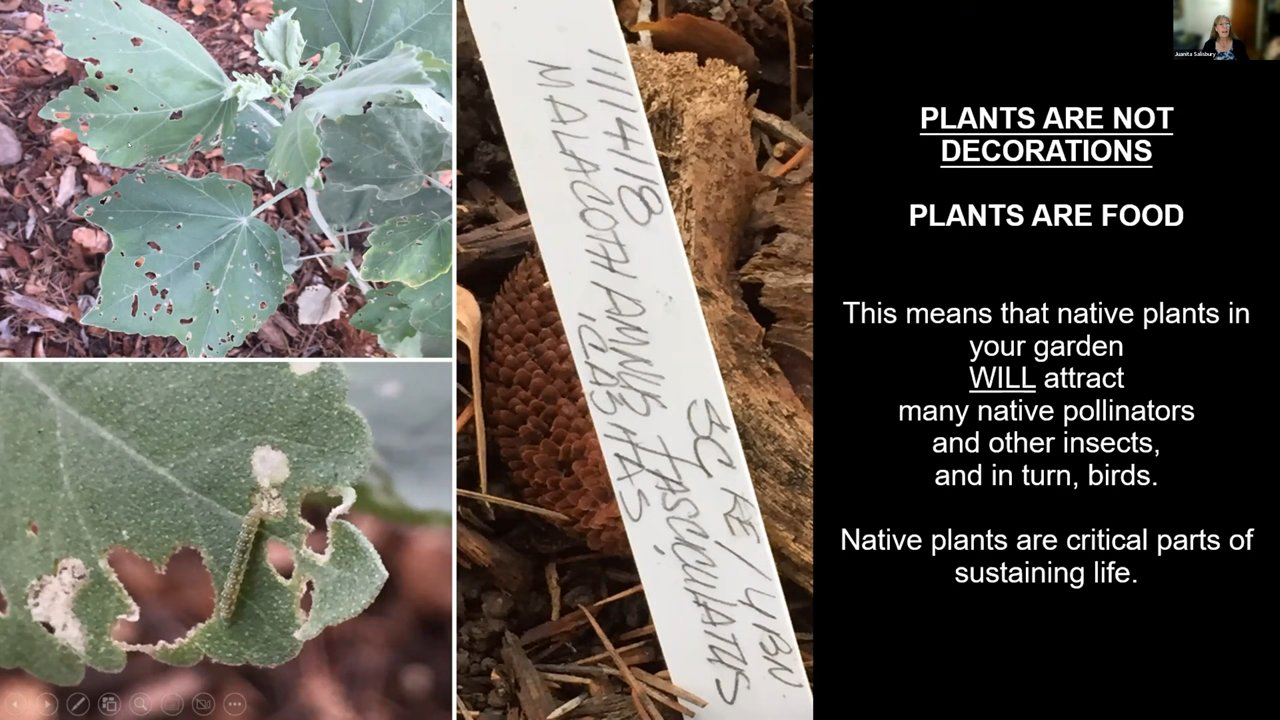 Juanita Salisbury
11/14/18
MALACOTHAMNUS FASCICULATUS
'CASITAS'
PLANTS ARE NOT
DECORATIONS
PLANTS ARE FOOD
This means that native plants in
your garden
WILL attract
many native pollinators
and other insects,
and in turn, birds.
Native plants are critical parts of
sustaining life.